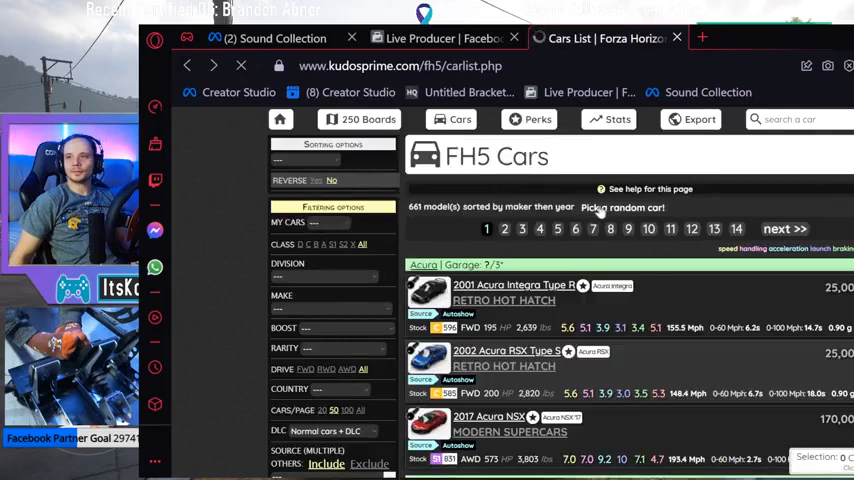 Brandon Abner
(2) Sound Collection
Live Producer | Faceboo
Cars List | Forza Horizo
www.kudosprime.com/fh5/carlist.php
Creator Studio
(8) Creator Studio
HQ Untitled Bracket...
Live Producer | F...
Sound Collection
250 Boards
Cars
Perks
Stats
Export
search a car
Sorting options
---
REVERSE Yes No
Filtering options
MY CARS ---
CLASS D C B A S1 S2 X All
DIVISION
---
MAKE
---
BOOST ---
RARITY ---
DRIVE FWD RWD AWD All
COUNTRY ---
CARS/PAGE 20 50 100 All
DLC Normal cars + DLC
SOURCE (MULTIPLE)
OTHERS: Include Exclude
---
FH5 Cars
? See help for this page
661 model(s) sorted by maker then year Pick a random car!
1 2 3 4 5 6 7 8 9 10 11 12 13 14 next >>
speed handling acceleration launch braking
Acura | Garage: ?/3*
2001 Acura Integra Type R Acura Integra 25,00
RETRO HOT HATCH
Source Autoshow
Stock C 596 FWD 195 HP 2,639 lbs 5.6 5.1 3.9 3.1 3.4 5.1 155.5 Mph 0-60 Mph: 6.2s 0-100 Mph: 14.7s 0.90 g
2002 Acura RSX Type S Acura RSX 25,00
RETRO HOT HATCH
Source Autoshow
Stock C 585 FWD 200 HP 2,820 lbs 5.6 5.1 3.9 3.0 3.5 5.3 148.4 Mph 0-60 Mph: 6.7s 0-100 Mph: 18.0s 0.90 g
2017 Acura NSX Acura NSX '17 170,00
MODERN SUPERCARS
Source Autoshow
Stock S1 831 AWD 573 HP 3,803 lbs 7.0 7.0 9.2 10 7.1 4.7 193.4 Mph 0-60 Mph: 2.7s 0-100 Mph
Selection: 0 C
ItsKo
Facebook Partner Goal 29741